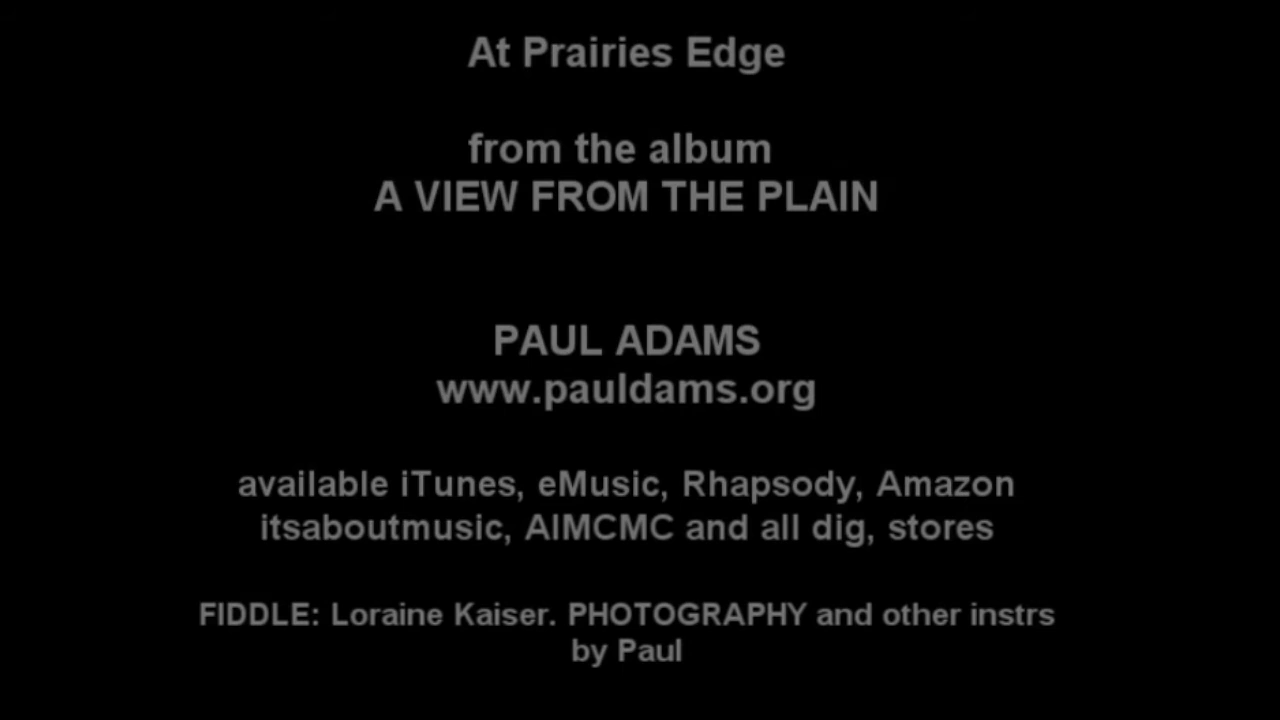 At Prairies Edge
from the album
A VIEW FROM THE PLAIN
PAUL ADAMS
www.pauldams.org
available iTunes, eMusic, Rhapsody, Amazon
itsaboutmusic, AIMCMC and all dig, stores
FIDDLE: Loraine Kaiser. PHOTOGRAPHY and other instrs
by Paul